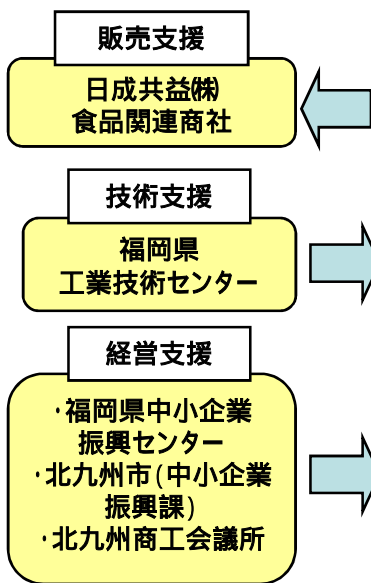 販売支援
日成共益㈱
食品関連商社
技術支援
福岡県
工業技術センター
経営支援
・福岡県中小企業
振興センター
・北九州市(中小企業
振興課)
・北九州商工会議所